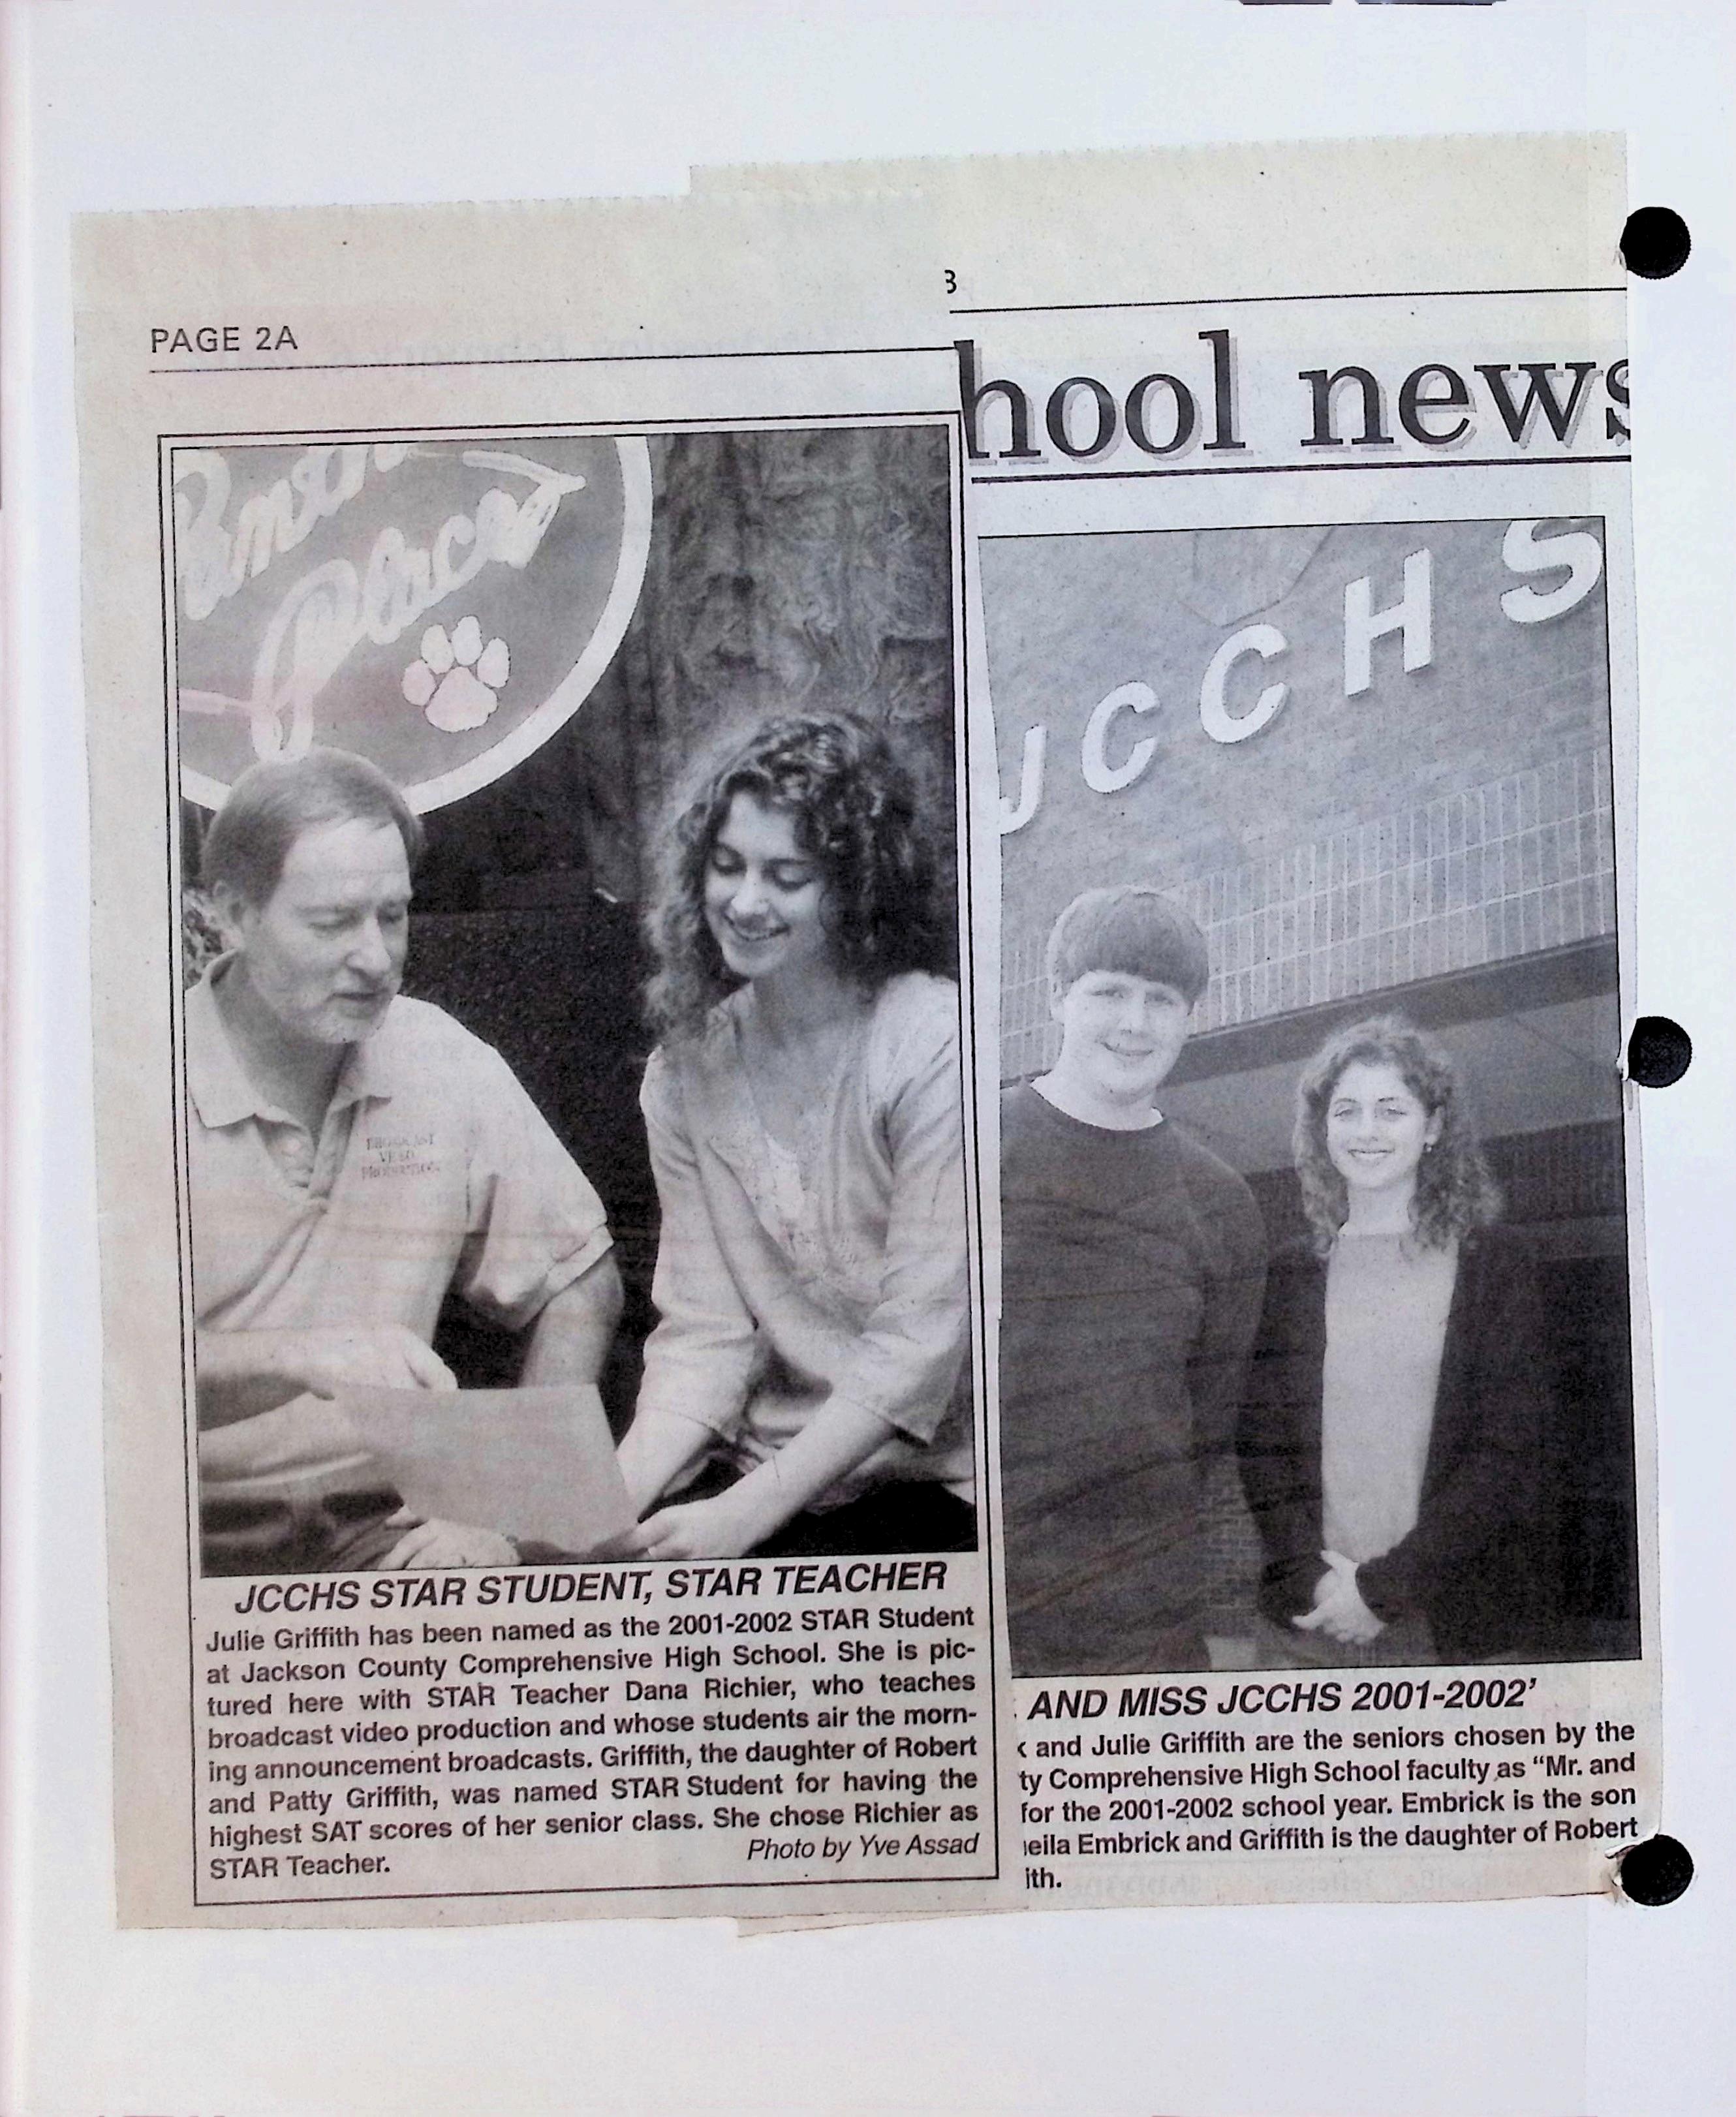 PAGE 2A
Place
BROADCAST
VIDEO
PRODUCTION
JCCHS STAR STUDENT, STAR TEACHER
Julie Griffith has been named as the 2001-2002 STAR Student
at Jackson County Comprehensive High School. She is pic-
tured here with STAR Teacher Dana Richier, who teaches
broadcast video production and whose students air the morn-
ing announcement broadcasts. Griffith, the daughter of Robert
and Patty Griffith, was named STAR Student for having the
highest SAT scores of her senior class. She chose Richier as
STAR Teacher.
Photo by Yve Assad
hool news
JCCHS
AND MISS JCCHS 2001-2002’
and Julie Griffith are the seniors chosen by the
ty Comprehensive High School faculty as “Mr. and
for the 2001-2002 school year. Embrick is the son
eila Embrick and Griffith is the daughter of Robert
ith.